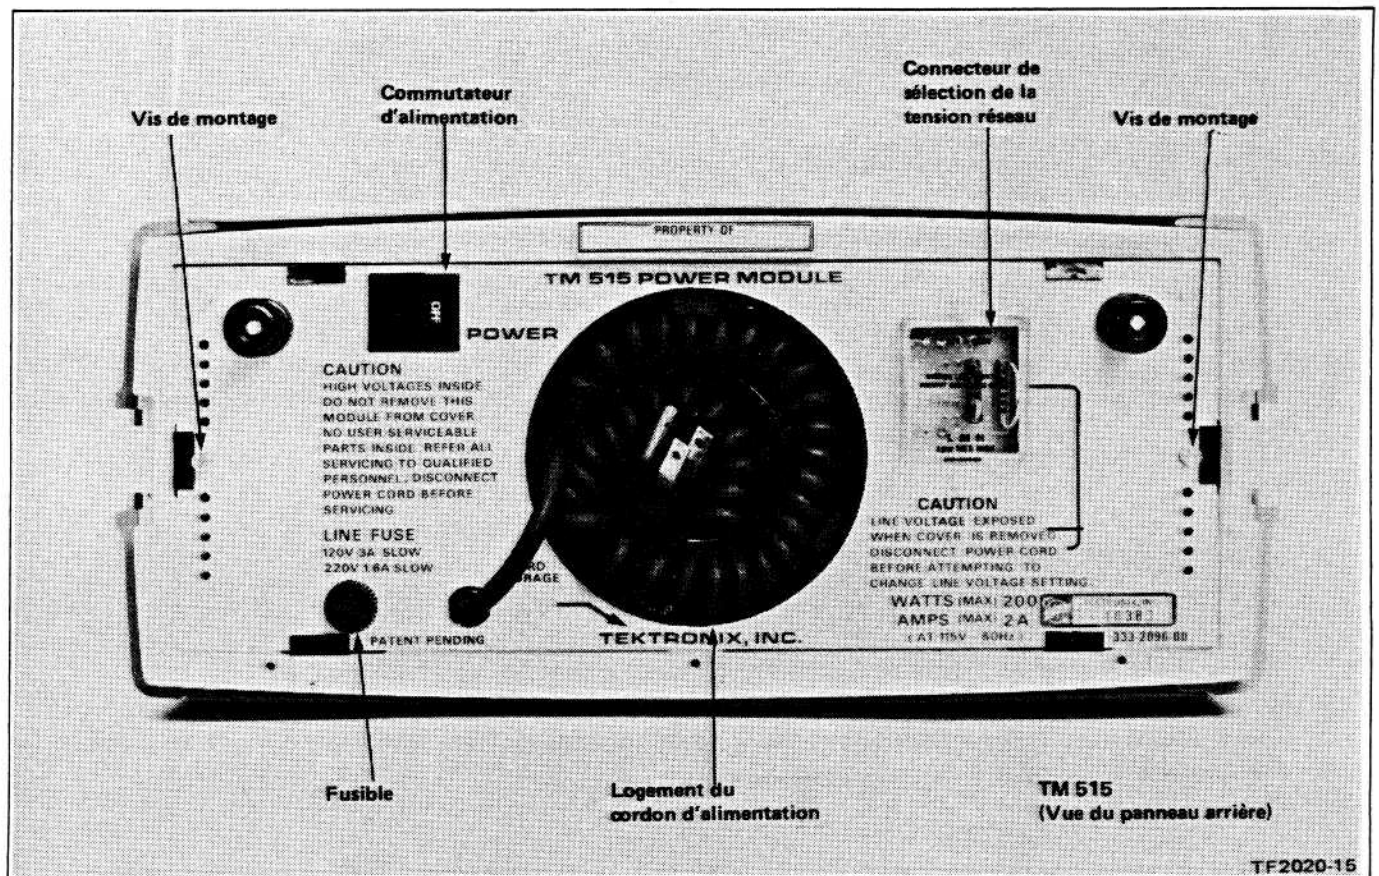 Connecteur de
sélection de la
tension réseau
Commutateur
d'alimentation
Vis de montage
Vis de montage
PROPERTY OF
TM 515 POWER MODULE
OFF
POWER
CAUTION
HIGH VOLTAGES INSIDE
DO NOT REMOVE THIS
MODULE FROM COVER
NO USER SERVICEABLE
PARTS INSIDE. REFER ALL
SERVICING TO QUALIFIED
PERSONNEL, DISCONNECT
POWER CORD BEFORE
SERVICING
LINE FUSE
120V 3A SLOW
220V 1.6A SLOW
PATENT PENDING
TEKTRONIX, INC.
CAUTION
LINE VOLTAGE EXPOSED
WHEN COVER IS REMOVED
DISCONNECT POWER CORD
BEFORE ATTEMPTING TO
CHANGE LINE VOLTAGE SETTING
WATTS (MAX) 200
AMPS (MAX) 2A
(AT 115V 60Hz)
333 2096 00
Fusible
Logement du
cordon d'alimentation
TM 515
(Vue du panneau arrière)
TF2020-15